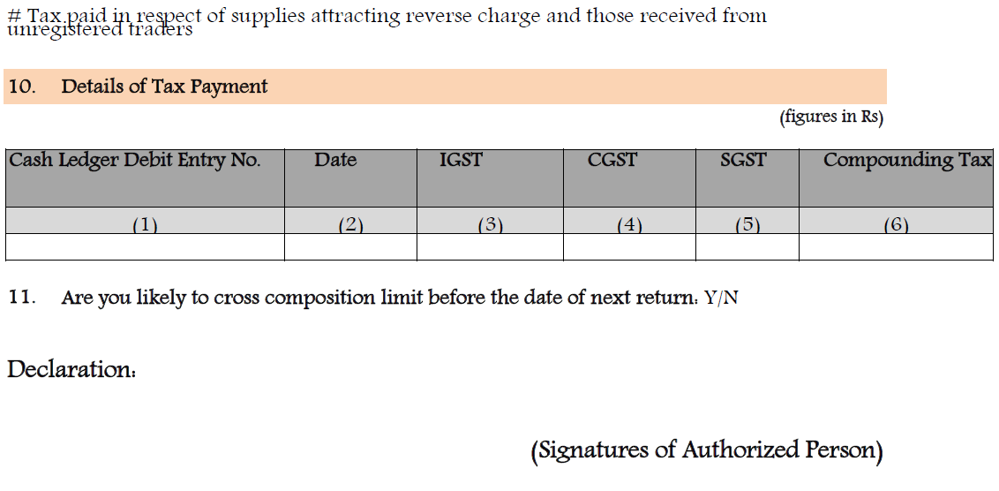 # Tax paid in respect of supplies attracting reverse charge and those received from
unregistered traders
10. Details of Tax Payment
(figures in Rs)
Cash Ledger Debit Entry No. Date IGST CGST SGST Compounding Tax
(1) (2) (3) (4) (5) (6)
11. Are you likely to cross composition limit before the date of next return: Y/N
Declaration:
(Signatures of Authorized Person)